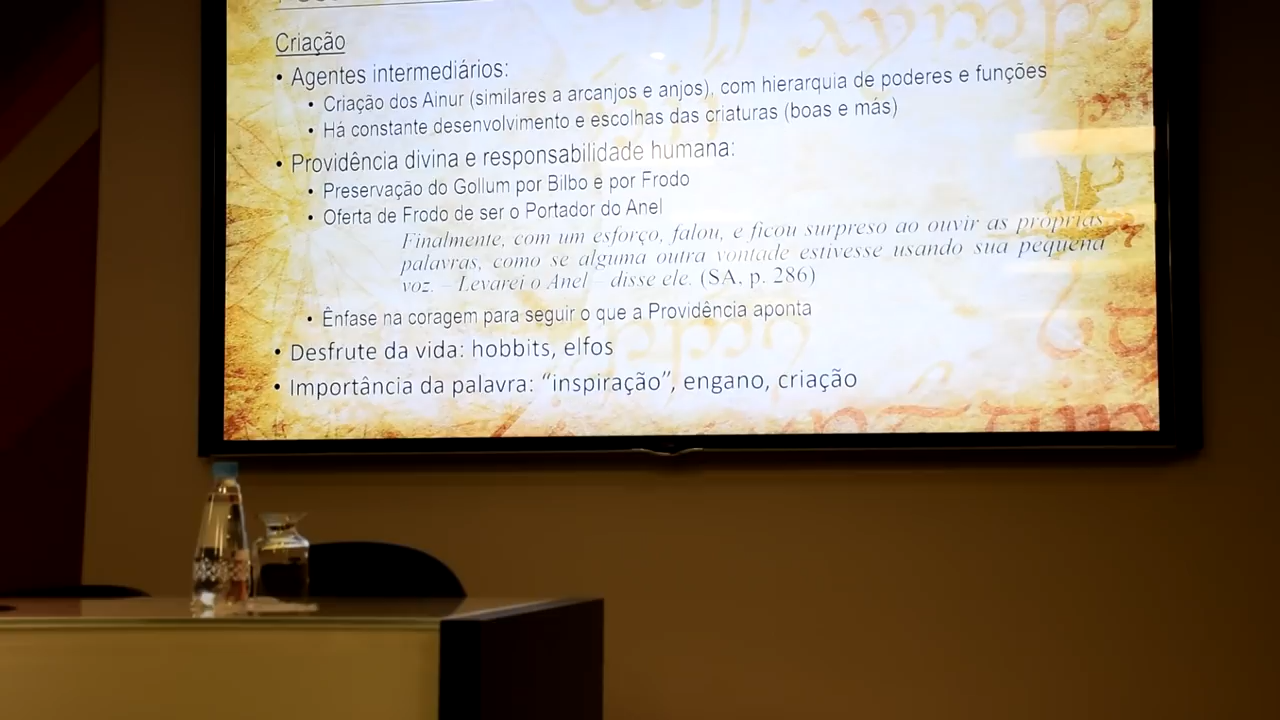 Criação
• Agentes intermediários:
• Criação dos Ainur (similares a arcanjos e anjos), com hierarquia de poderes e funções
• Há constante desenvolvimento e escolhas das criaturas (boas e más)
• Providência divina e responsabilidade humana:
• Preservação do Gollum por Bilbo e por Frodo
• Oferta de Frodo de ser o Portador do Anel
Finalmente, com um esforço, falou, e ficou surpreso ao ouvir as próprias
palavras, como se alguma outra vontade estivesse usando sua pequena
voz. – Levarei o Anel – disse ele. (SA, p. 286)
• Ênfase na coragem para seguir o que a Providência aponta
• Desfrute da vida: hobbits, elfos
• Importância da palavra: “inspiração”, engano, criação